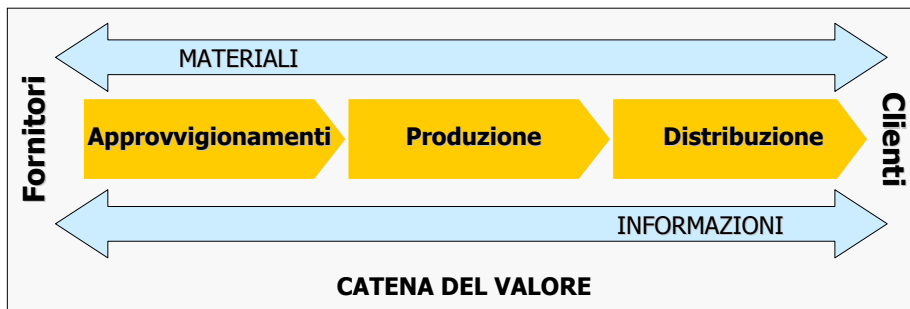 MATERIALI
Fornitori
Approvvigionamenti
Produzione
Distribuzione
Clienti
INFORMAZIONI
CATENA DEL VALORE